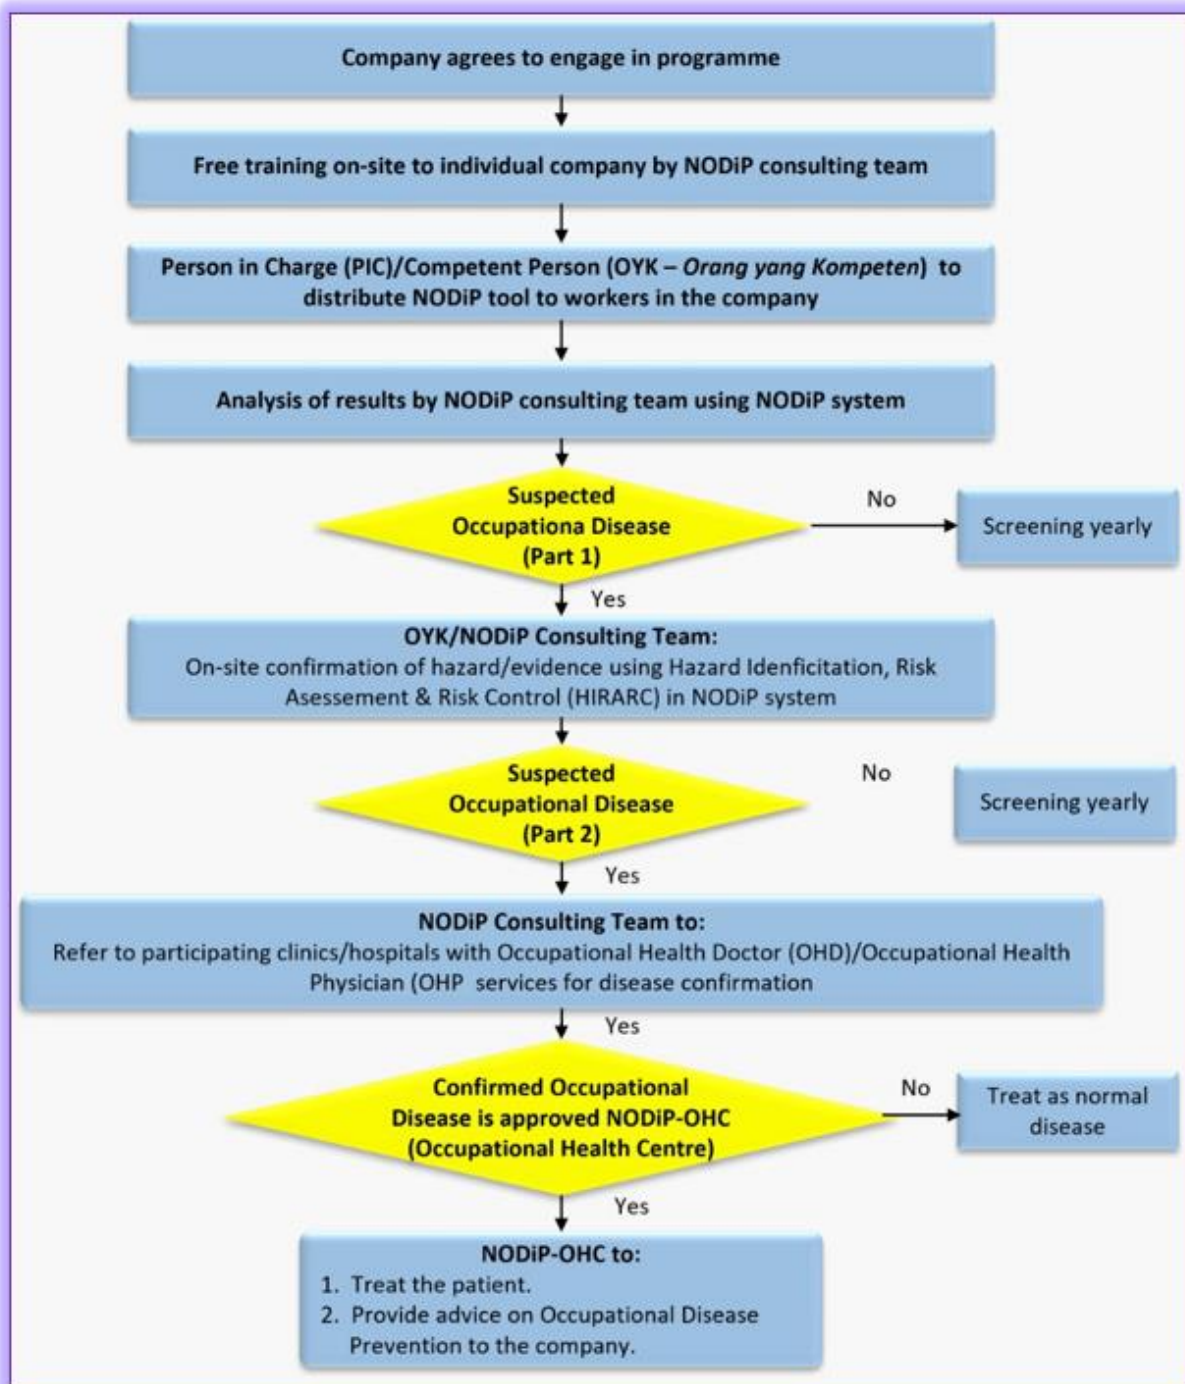 Company agrees to engage in programme
Free training on-site to individual company by NODiP consulting team
Person in Charge (PIC)/Competent Person (OYK – Orang yang Kompeten)  to
distribute NODiP tool to workers in the company
Analysis of results by NODiP consulting team using NODiP system
Suspected
Occupationa Disease
(Part 1)
No
Screening yearly
Yes
OYK/NODiP Consulting Team:
On-site confirmation of hazard/evidence using Hazard Idenficitation, Risk
Asessement & Risk Control (HIRARC) in NODiP system
Suspected
Occupational Disease
(Part 2)
No
Screening yearly
Yes
NODiP Consulting Team to:
Refer to participating clinics/hospitals with Occupational Health Doctor (OHD)/Occupational Health
Physician (OHP  services for disease confirmation
Yes
Confirmed Occupational
Disease is approved NODiP-OHC
(Occupational Health Centre)
No
Treat as normal
disease
Yes
NODiP-OHC to:
1. Treat the patient.
2. Provide advice on Occupational Disease
Prevention to the company.